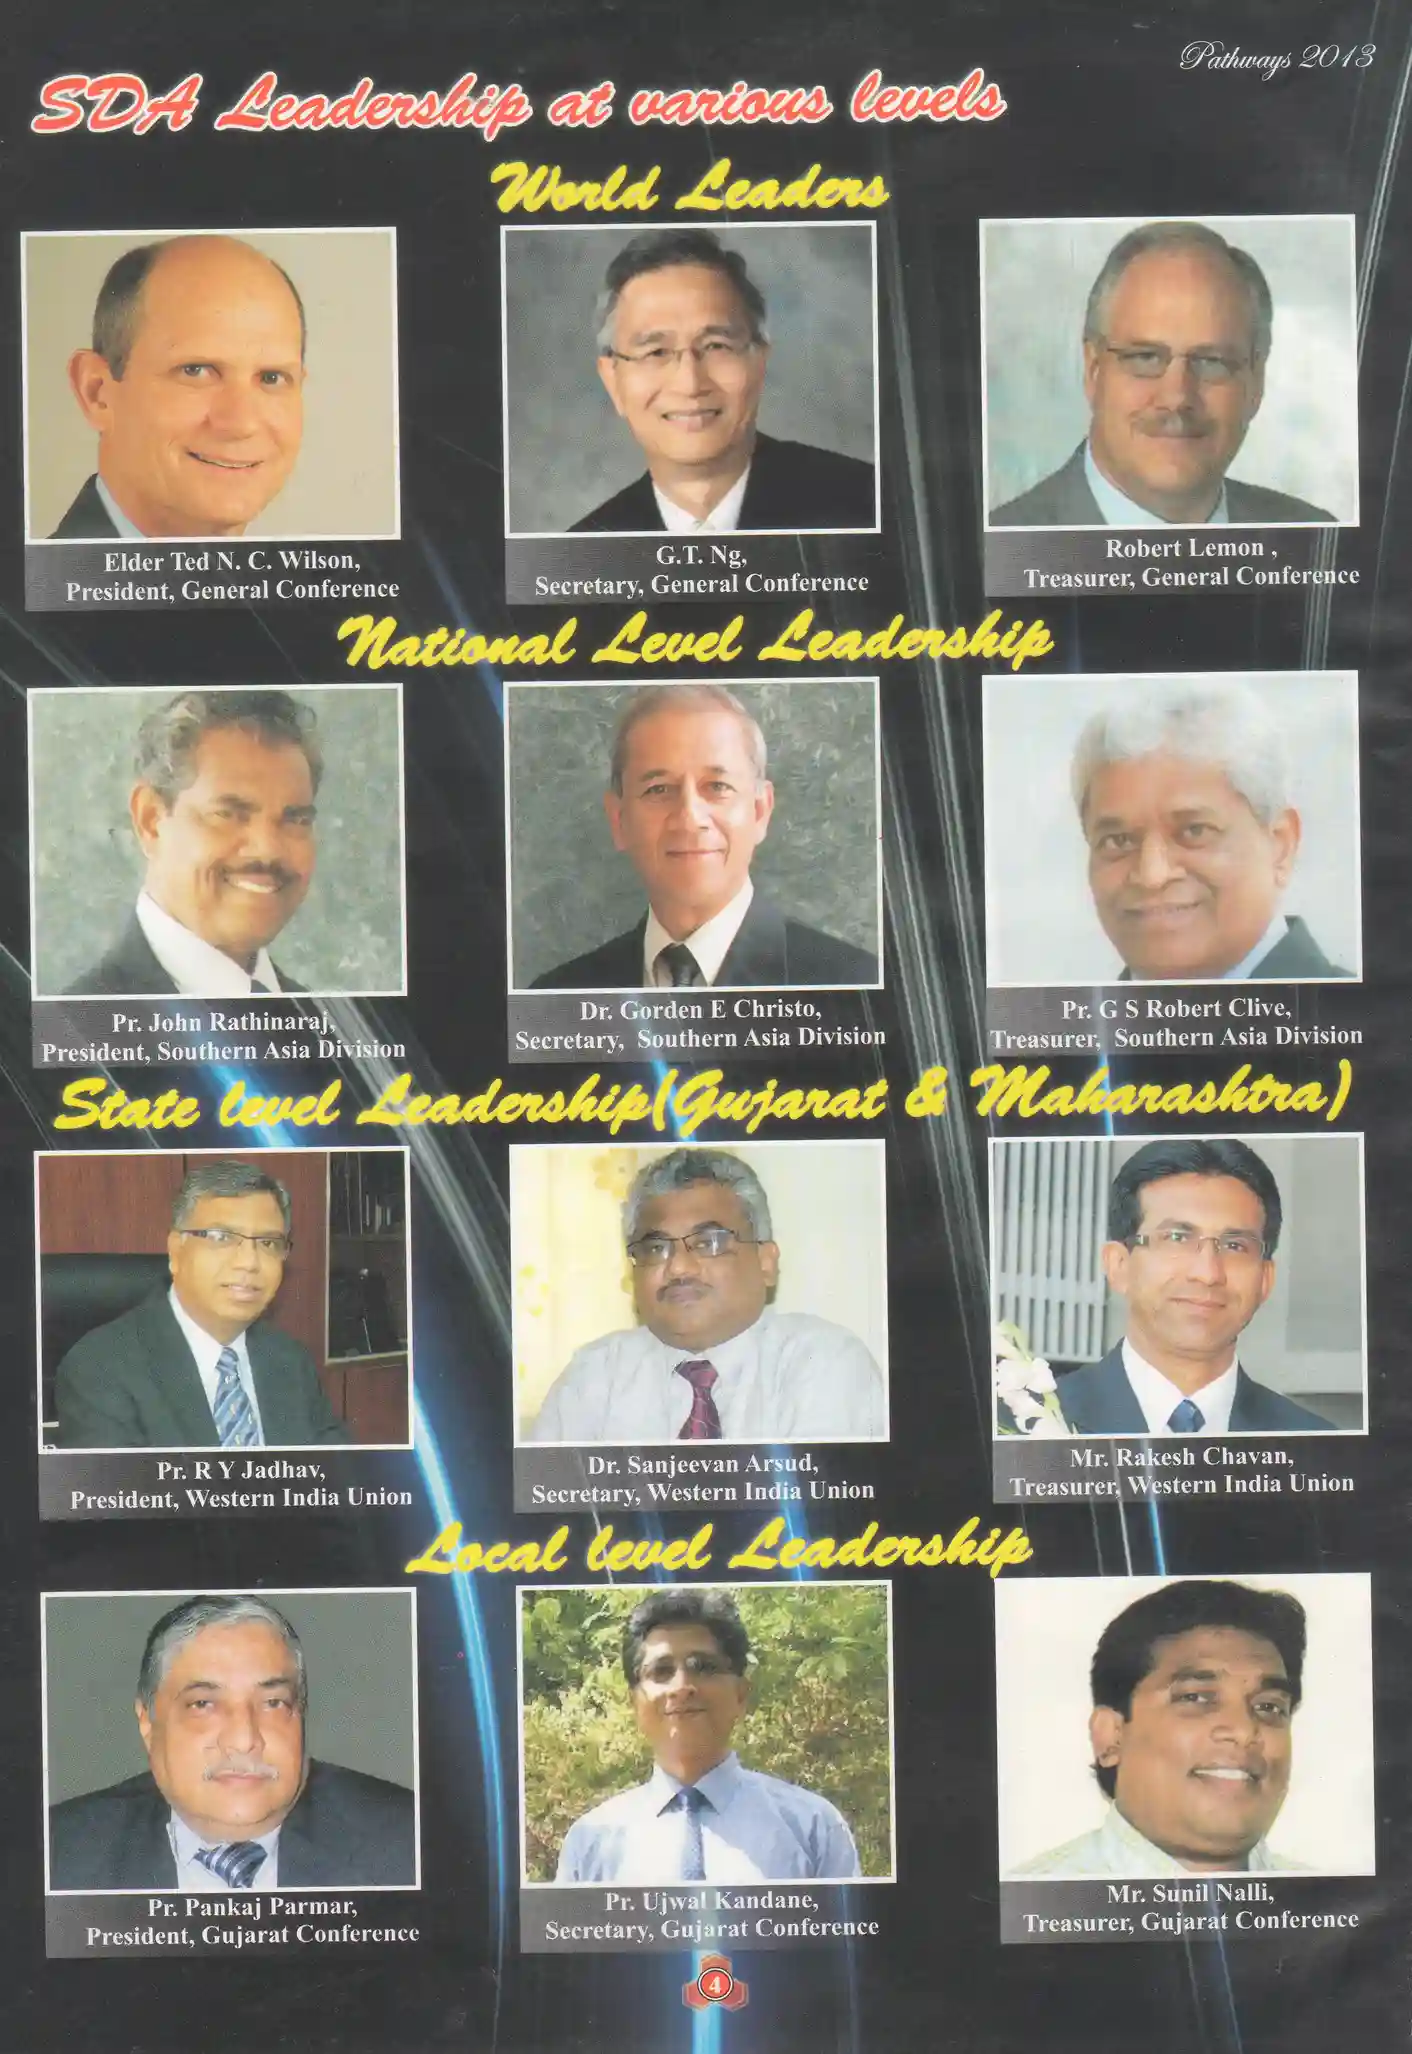 Pathways 2013
SDA Leadership at various levels
World Leaders
Elder Ted N. C. Wilson,
President, General Conference
G.T. Ng,
Secretary, General Conference
Robert Lemon ,
Treasurer, General Conference
National Level Leadership
Pr. John Rathinaraj,
President, Southern Asia Division
Dr. Gorden E Christo,
Secretary, Southern Asia Division
Pr. G S Robert Clive,
Treasurer, Southern Asia Division
State level Leadership(Gujarat & Maharashtra)
Pr. R Y Jadhav,
President, Western India Union
Dr. Sanjeevan Arsud,
Secretary, Western India Union
Mr. Rakesh Chavan,
Treasurer, Western India Union
Local level Leadership
Pr. Pankaj Parmar,
President, Gujarat Conference
Pr. Ujwal Kandane,
Secretary, Gujarat Conference
Mr. Sunil Nalli,
Treasurer, Gujarat Conference
4